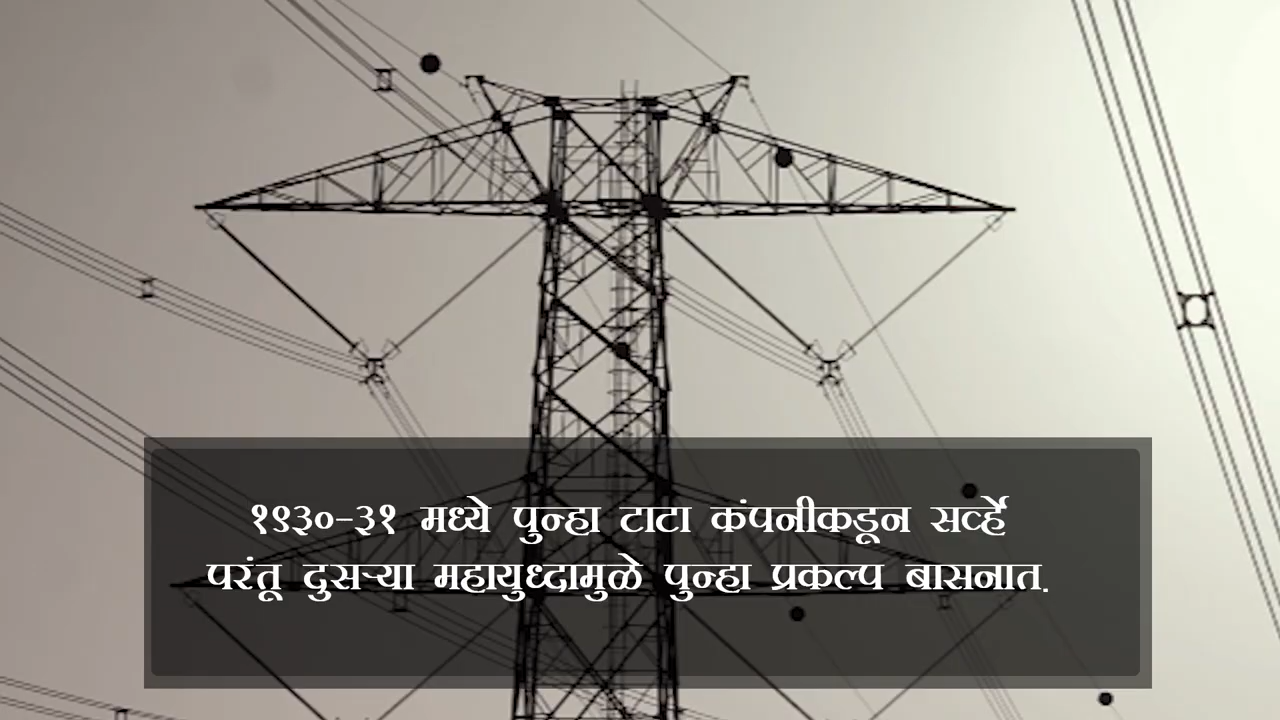 १९३०-३१ मध्ये पुन्हा टाटा कंपनीकडून सर्व्हे
परंतू दुसऱ्या महायुध्दामुळे पुन्हा प्रकल्प बासनात.